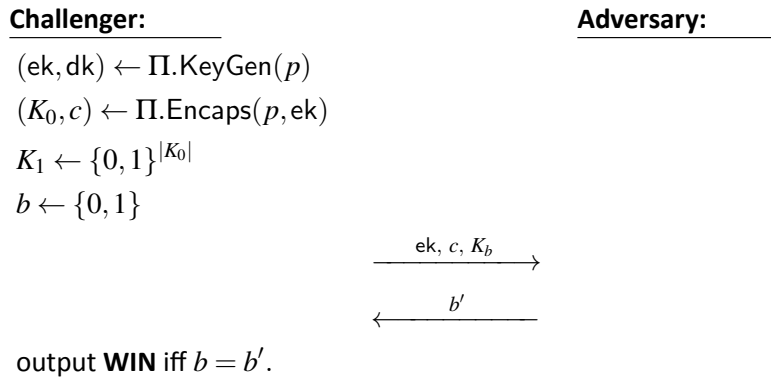 Challenger: Adversary:
(ek, dk) ← Π.KeyGen(p)
(K₀, c) ← Π.Encaps(p, ek)
K₁ ← {0, 1}^{|K₀|}
b ← {0, 1}
ek, c, K_b
b′
output WIN iff b = b′.